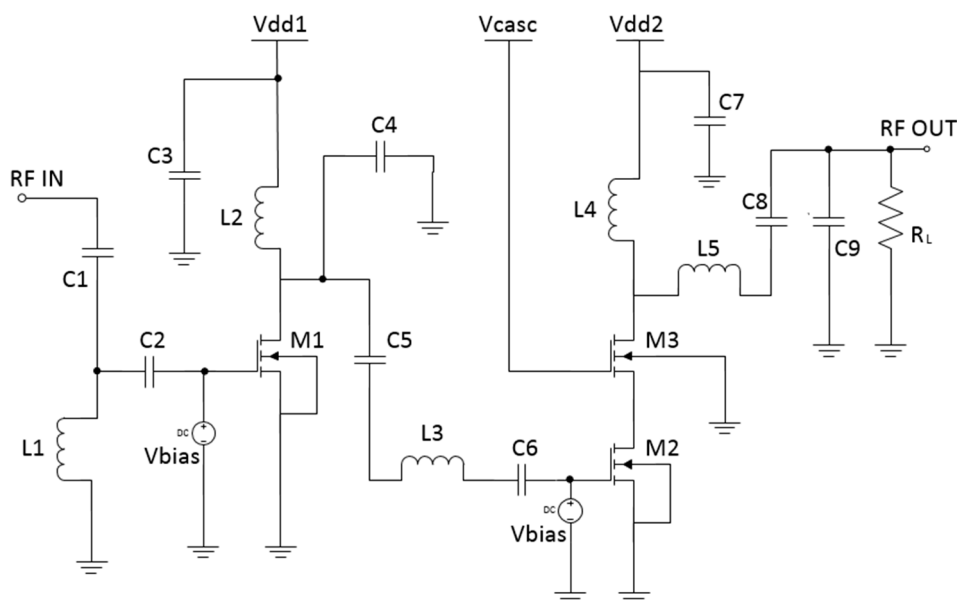 Vdd1
Vcasc
Vdd2
C7
C4
RF OUT
C3
RF IN
L2
L4
C8
C1
L5
C9
RL
C2
M1
C5
M3
L1
DC
Vbias
L3
C6
M2
DC
Vbias